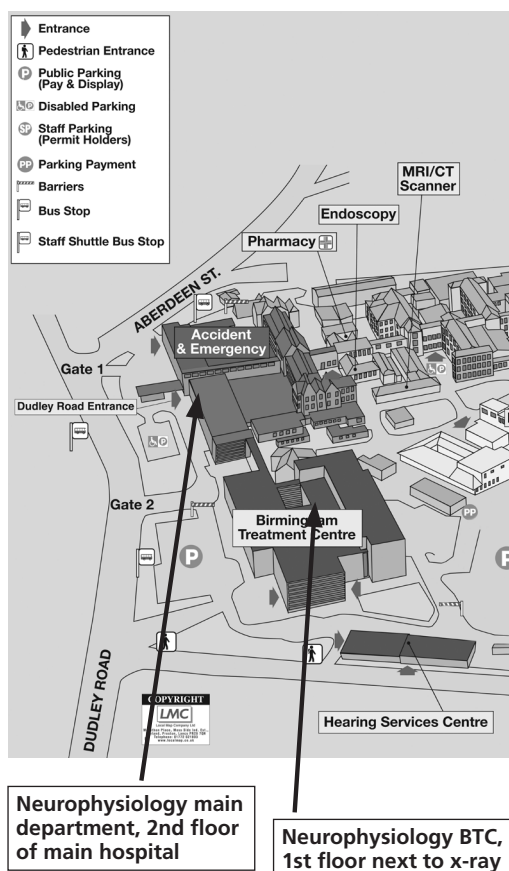 Entrance
Pedestrian Entrance
P
Public Parking
(Pay & Display)
P
Disabled Parking
SP
Staff Parking
(Permit Holders)
PP
Parking Payment
Barriers
Bus Stop
Staff Shuttle Bus Stop
MRI/CT
Scanner
Endoscopy
Pharmacy
ABERDEEN ST.
Accident
& Emergency
Gate 1
P
Dudley Road Entrance
P
Gate 2
Birmingham
Treatment Centre
PP
P
P
DUDLEY ROAD
COPYRIGHT
LMC
Hearing Services Centre
Neurophysiology main
department, 2nd floor
of main hospital
Neurophysiology BTC,
1st floor next to x-ray